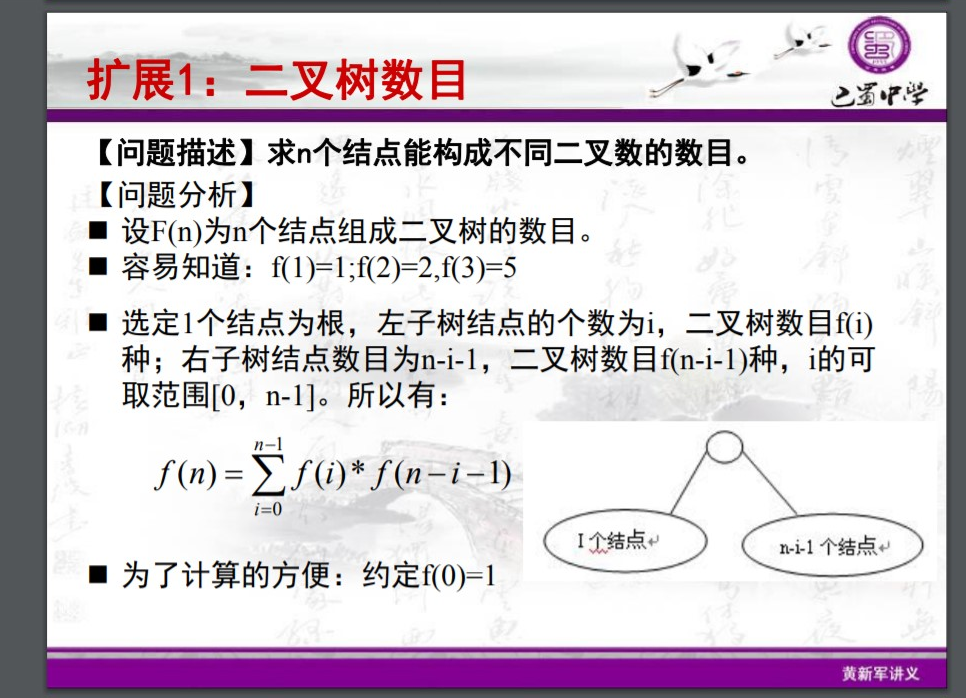 扩展1：二叉树数目
巴蜀中学
【问题描述】求n个结点能构成不同二叉数的数目。
【问题分析】
■ 设F(n)为n个结点组成二叉树的数目。
■ 容易知道：f(1)=1;f(2)=2,f(3)=5
■ 选定1个结点为根，左子树结点的个数为i，二叉树数目f(i)
种；右子树结点数目为n-i-1，二叉树数目f(n-i-1)种，i的可
取范围[0，n-1]。所以有：
f(n)=∑_{i=0}^{n-1} f(i)*f(n-i-1)
I 个结点↵
n-i-1 个结点↵
■ 为了计算的方便：约定f(0)=1
黄新军讲义